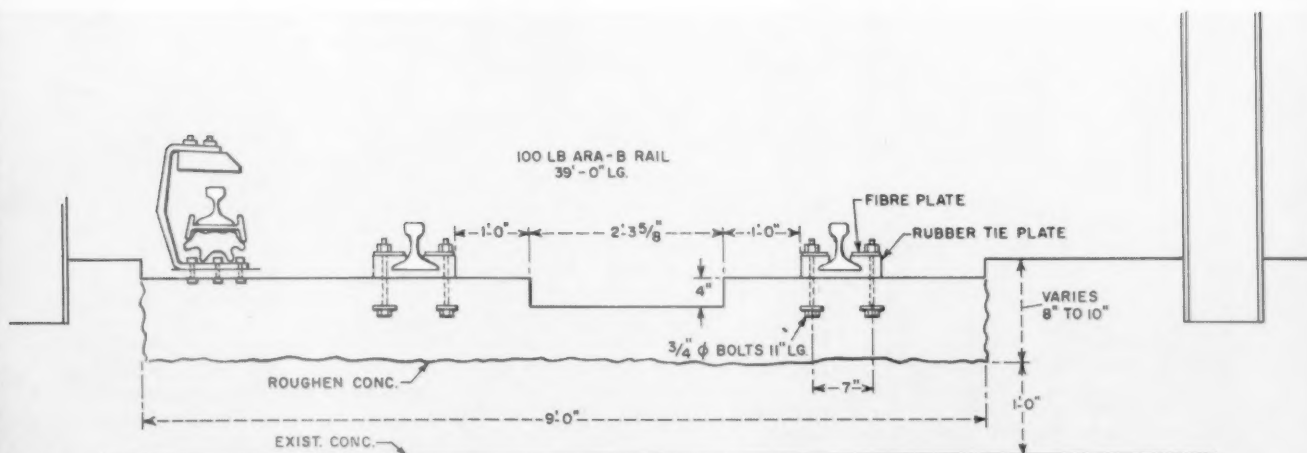 100 LB ARA-B RAIL
39'-0" LG.
FIBRE PLATE
RUBBER TIE PLATE
1'-0"
2'-3 5/8"
1'-0"
4"
VARIES
8" TO 10"
3/4" φ BOLTS 11" LG.
ROUGHEN CONC.
7"
1'-0"
9'-0"
EXIST. CONC.